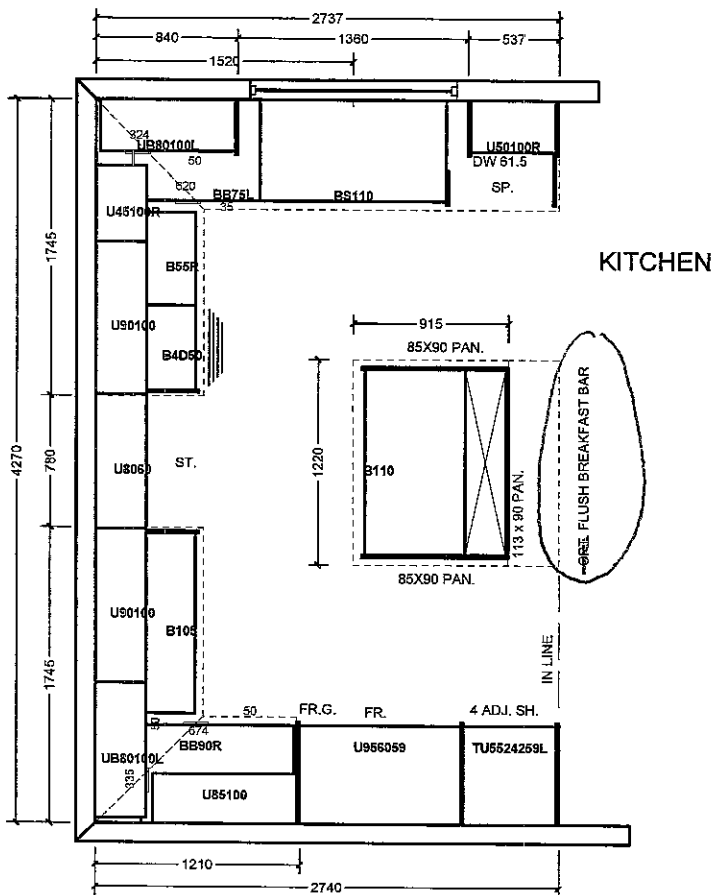 2737
840
1360
537
1520
324
UB80100L
50
U50100R
DW 61.5
620
BB75L
BS110
SP.
35
U45100R
1745
B55R
KITCHEN
U90100
915
85X90 PAN.
B4D50
4270
780
ST.
U8060
1220
B110
113 x 90 PAN.
FLUSH BREAKFAST BAR
85X90 PAN.
U90100
B105
1745
IN LINE
50
FR.G.
FR.
4 ADJ. SH.
674
BB90R
U956059
TU5524259L
UB80100L
335
U85100
1210
2740